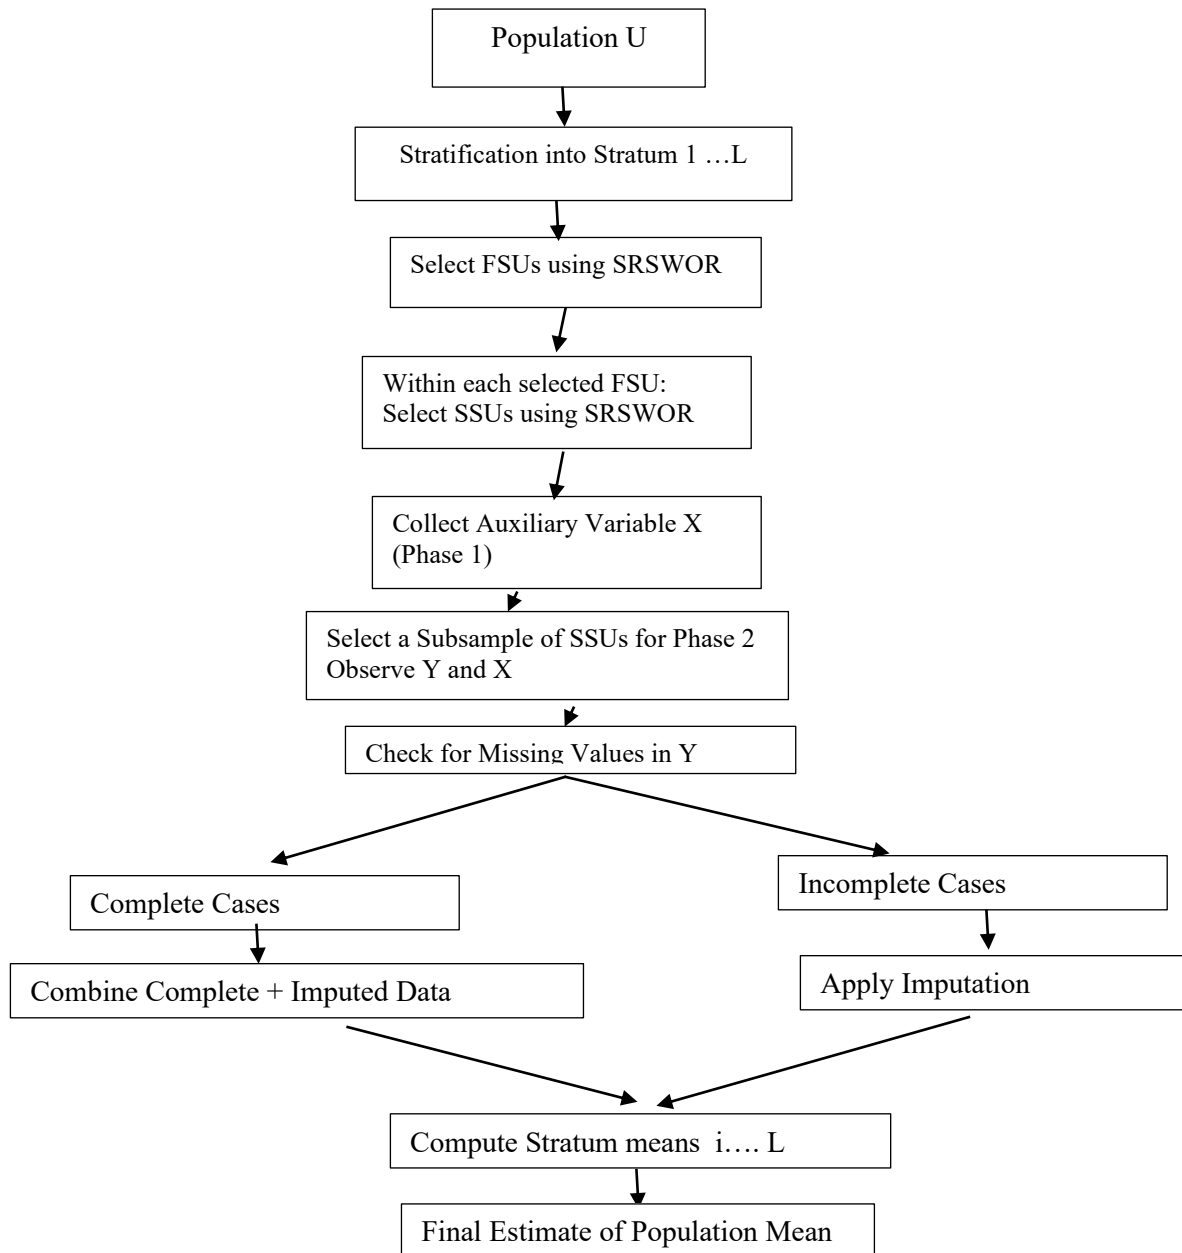 Population U
Stratification into Stratum 1 …L
Select FSUs using SRSWOR
Within each selected FSU:
Select SSUs using SRSWOR
Collect Auxiliary Variable X
(Phase 1)
Select a Subsample of SSUs for Phase 2
Observe Y and X
Check for Missing Values in Y
Complete Cases
Incomplete Cases
Combine Complete + Imputed Data
Apply Imputation
Compute Stratum means i…. L
Final Estimate of Population Mean